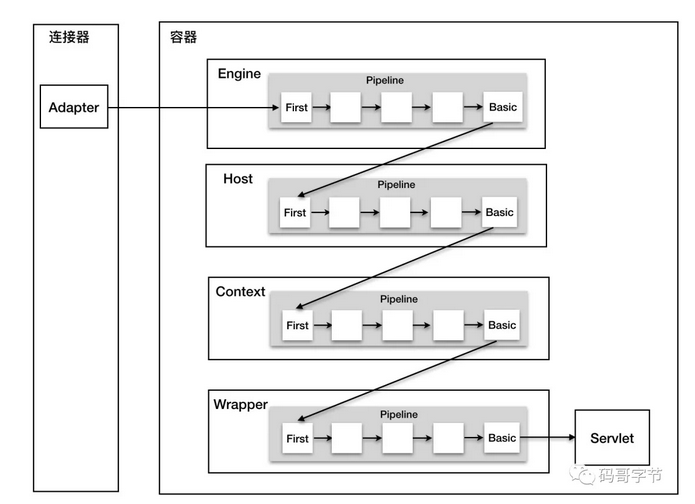 连接器
容器
Adapter
Engine
Pipeline
First
Basic
Host
Pipeline
First
Basic
Context
Pipeline
First
Basic
Wrapper
Pipeline
First
Basic
Servlet
码哥字节